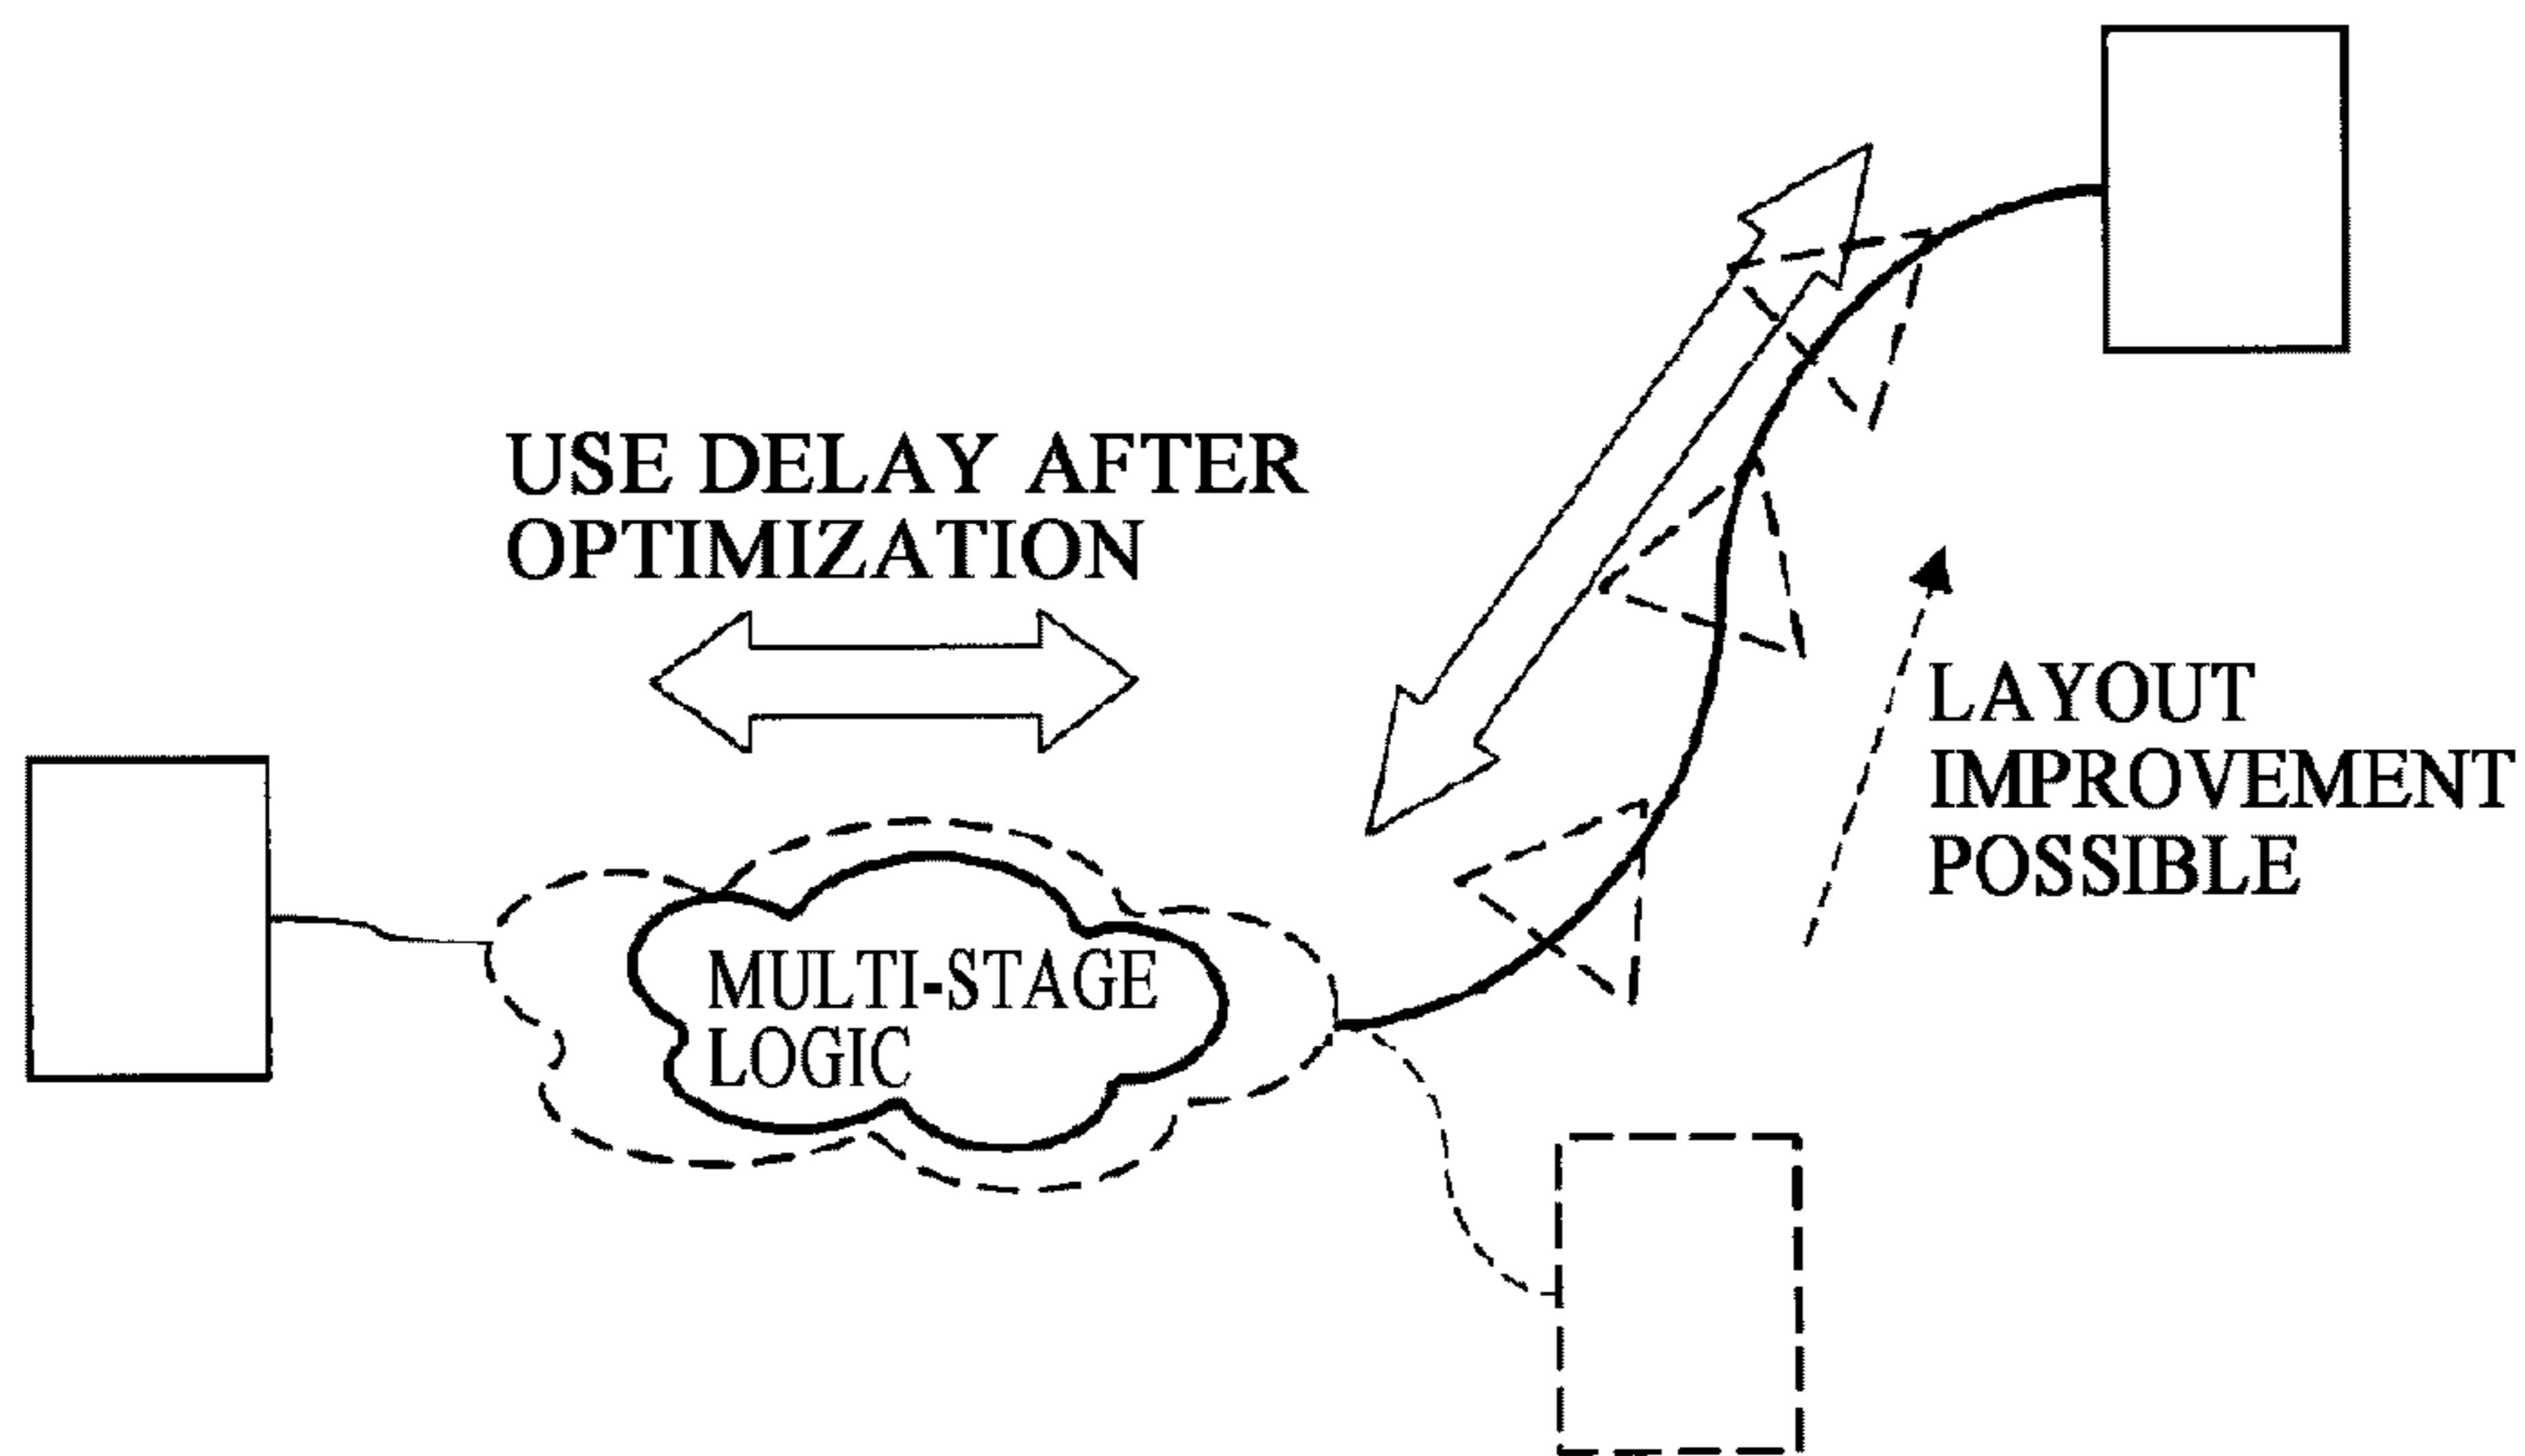 USE DELAY AFTER
OPTIMIZATION
LAYOUT
IMPROVEMENT
POSSIBLE
MULTI-STAGE
LOGIC